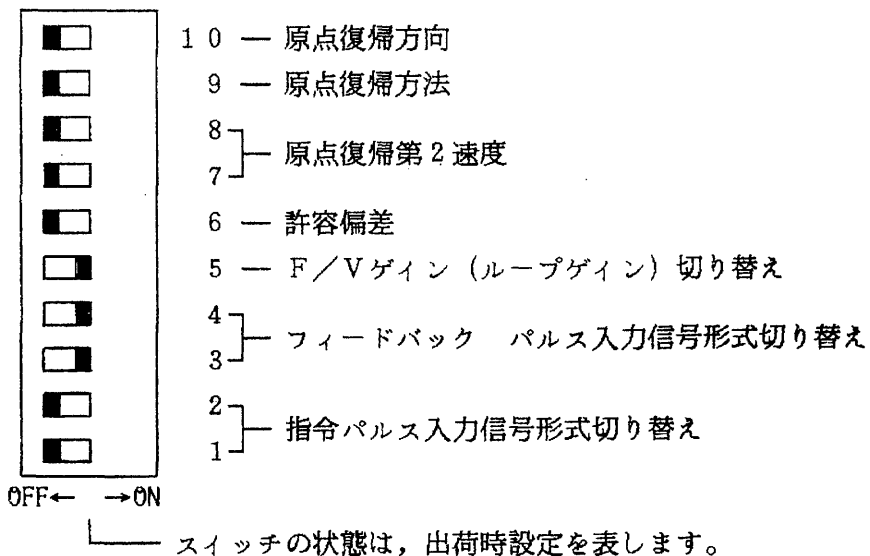 10 — 原点復帰方向
9 — 原点復帰方法
8
原点復帰第2速度
7
6 — 許容偏差
5 — F/Vゲイン(ループゲイン)切り替え
4
フィードバック パルス入力信号形式切り替え
3
2
指令パルス入力信号形式切り替え
1
OFF← →ON
スイッチの状態は,出荷時設定を表します。